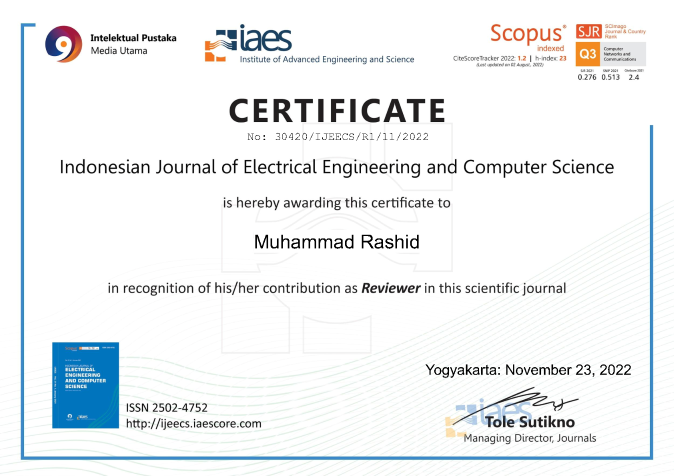 Intelektual Pustaka
Media Utama
iaes
Institute of Advanced Engineering and Science
Scopus®
indexed
CiteScoreTracker 2022: 1.2 | h-index: 23
(Last updated on 02 August, 2022)
SJR
SCImago
Journal & Country
Rank
Q3
Computer
Networks and
Communications
SJR 2021
SNIP 2021
CiteScore 2021
0.276 0.513 2.4
CERTIFICATE
No: 30420/IJEECS/R1/11/2022
Indonesian Journal of Electrical Engineering and Computer Science
is hereby awarding this certificate to
Muhammad Rashid
in recognition of his/her contribution as Reviewer in this scientific journal
ELECTRICAL
ENGINEERING
AND COMPUTER
SCIENCE
ISSN 2502-4752
http://ijeecs.iaescore.com
Yogyakarta: November 23, 2022
iaes
Tole Sutikno
Managing Director, Journals